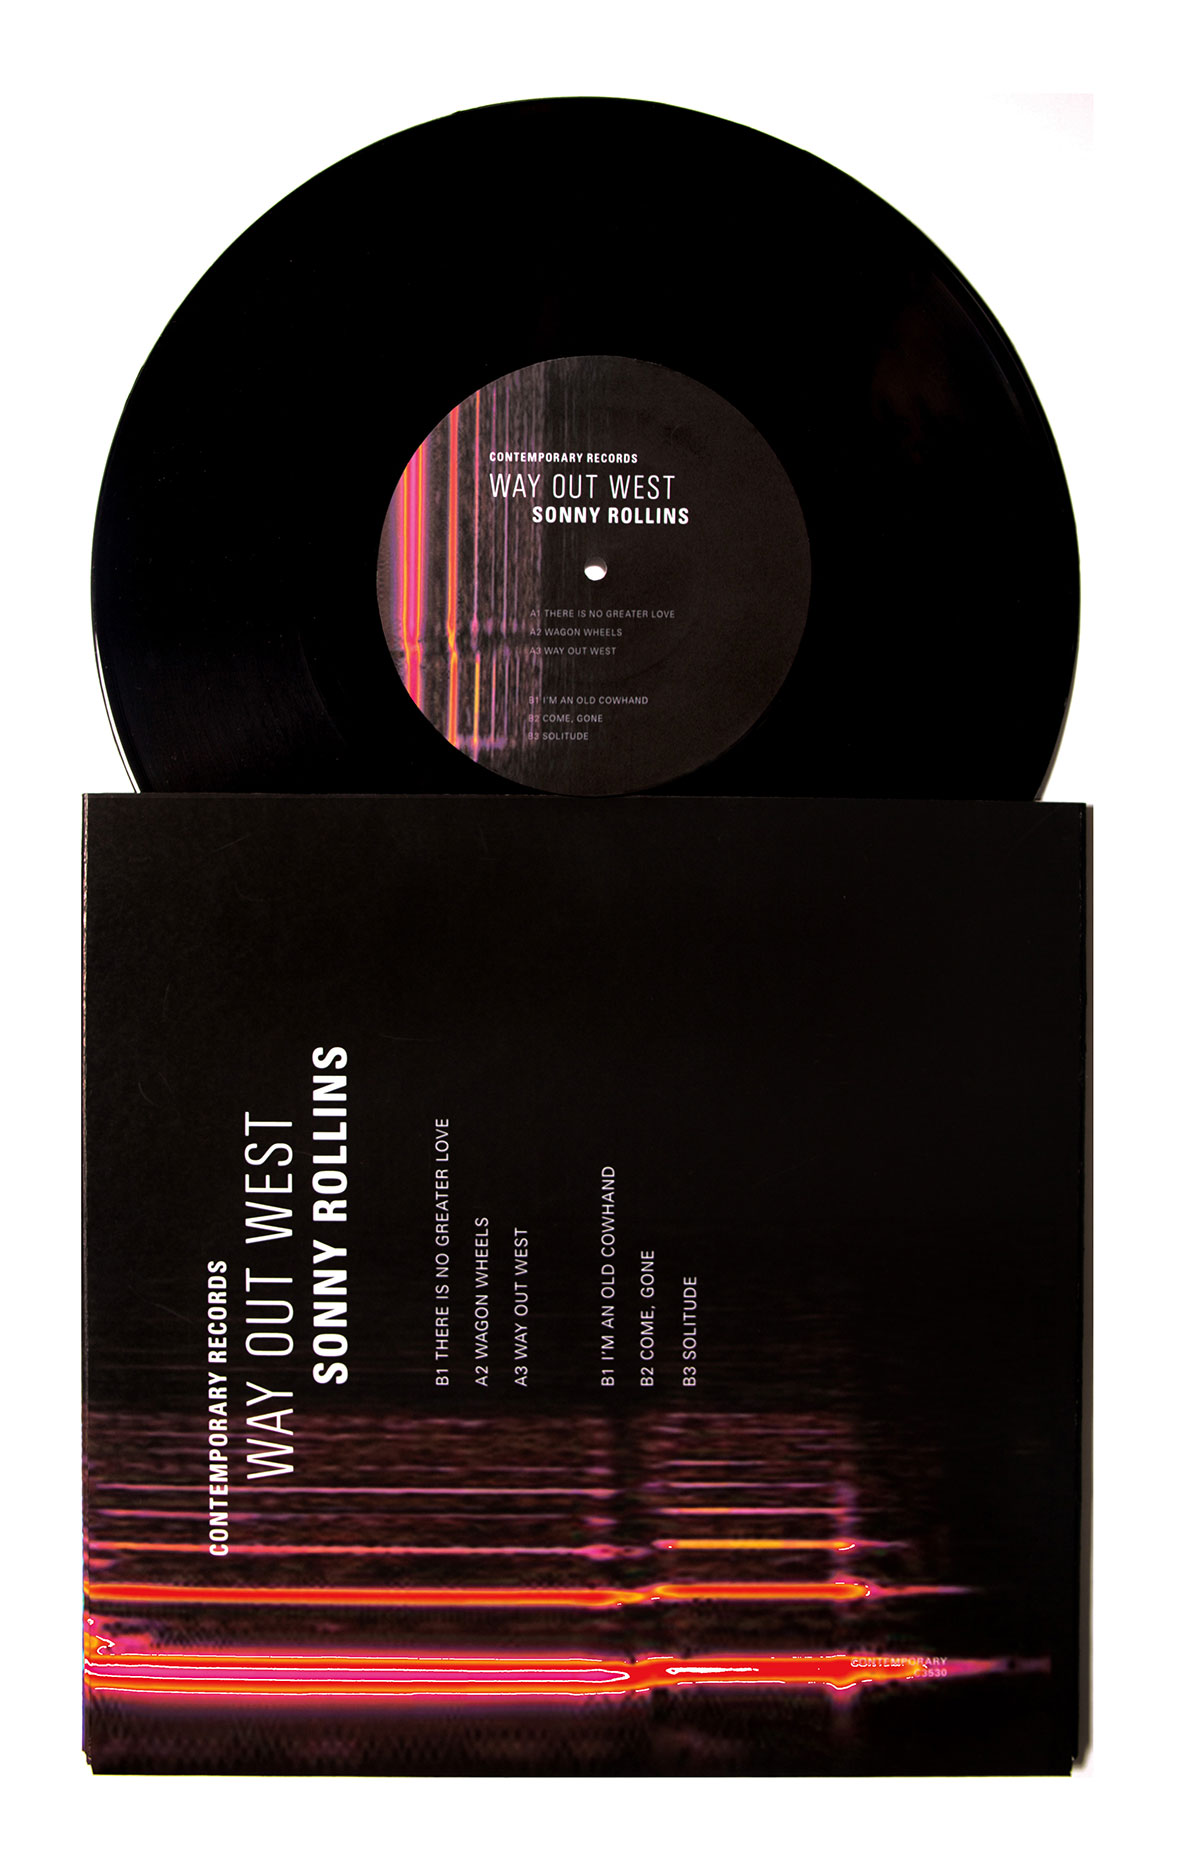 CONTEMPORARY RECORDS
WAY OUT WEST
SONNY ROLLINS
A1 THERE IS NO GREATER LOVE
A2 WAGON WHEELS
A3 WAY OUT WEST
B1 I'M AN OLD COWHAND
B2 COME, GONE
B3 SOLITUDE
CONTEMPORARY RECORDS
WAY OUT WEST
SONNY ROLLINS
B1 THERE IS NO GREATER LOVE
A2 WAGON WHEELS
A3 WAY OUT WEST
B1 I'M AN OLD COWHAND
B2 COME, GONE
B3 SOLITUDE
CONTEMPORARY
3530